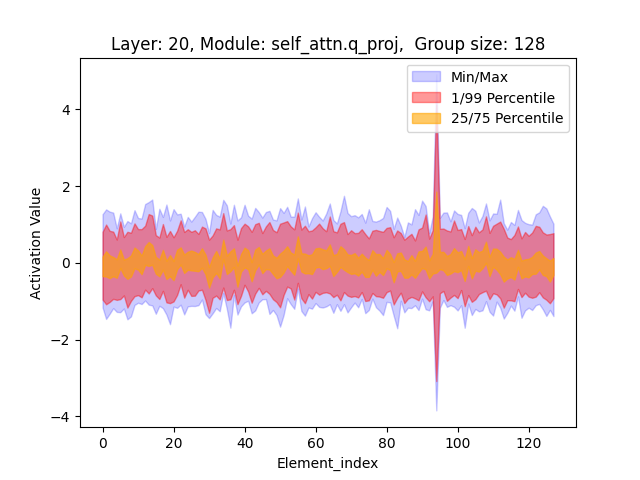 Layer: 20, Module: self_attn.q_proj,  Group size: 128
Min/Max
1/99 Percentile
25/75 Percentile
Activation Value
4
2
0
−2
−4
0 20 40 60 80 100 120
Element_index